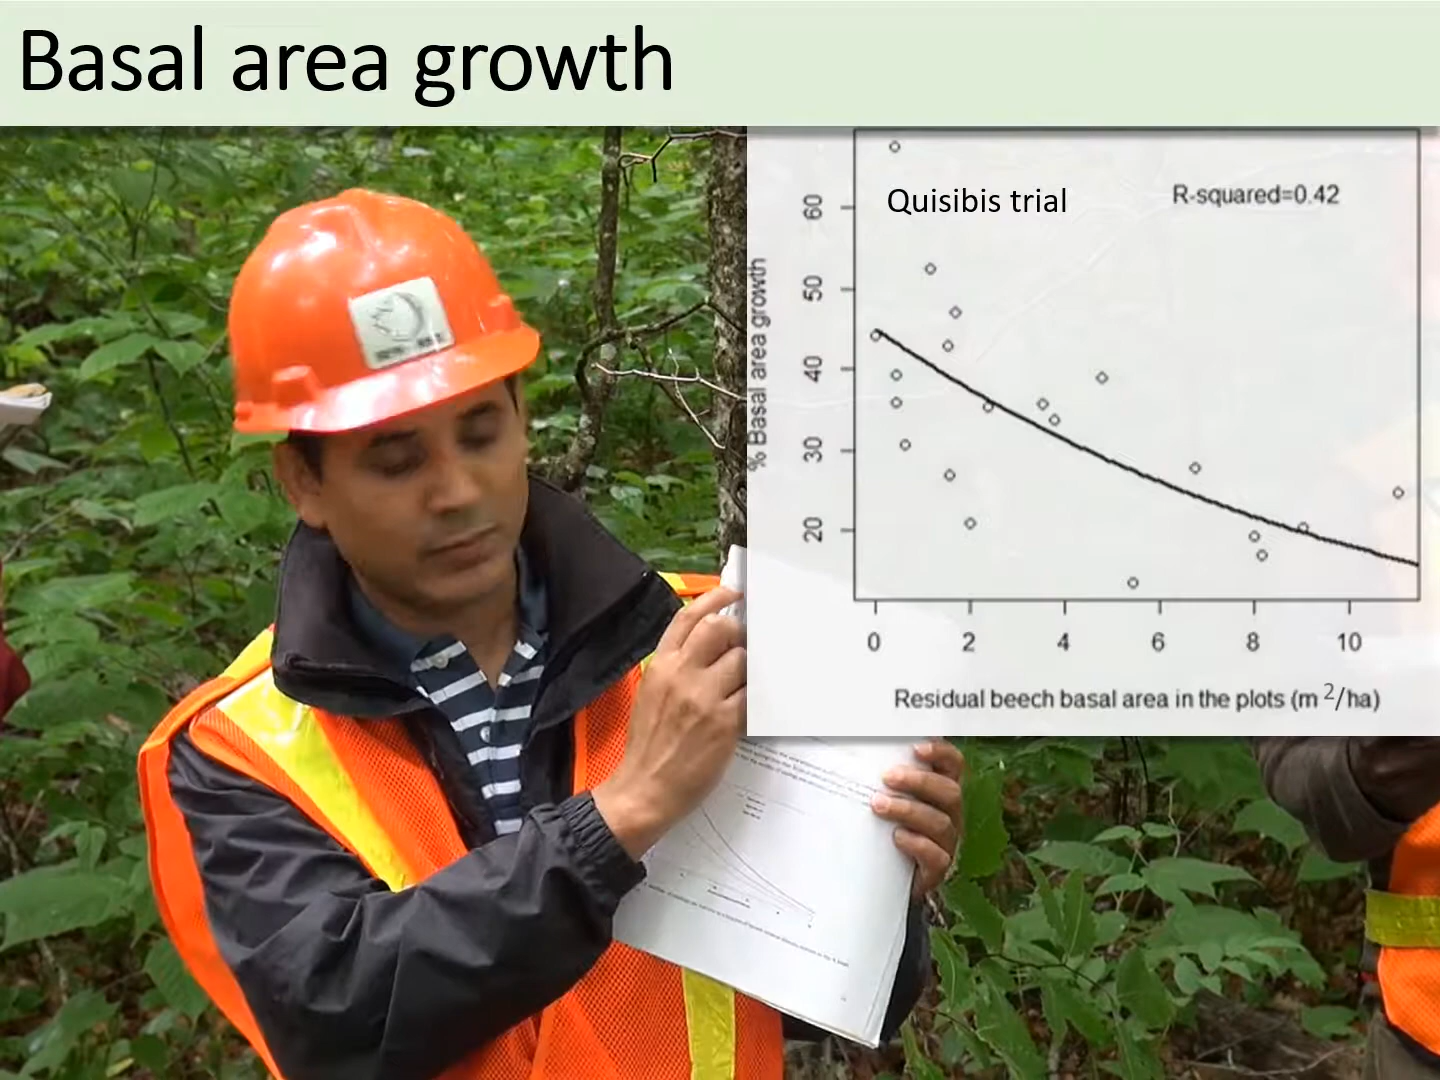 Basal area growth
Quisibis trial
R-squared=0.42
% Basal area growth
60
50
40
30
20
0 2 4 6 8 10
Residual beech basal area in the plots (m 2/ha)